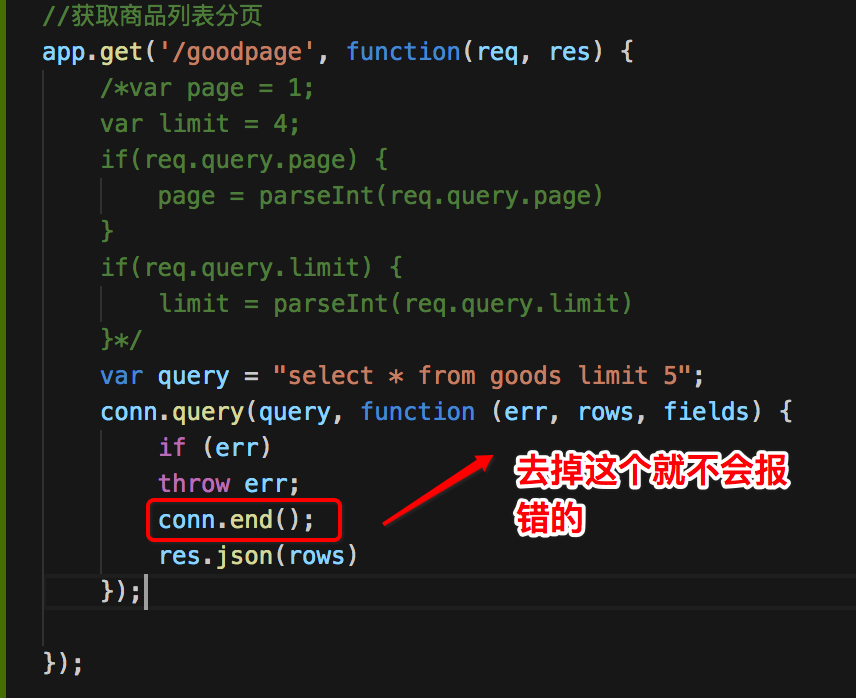 //获取商品列表分页
app.get('/goodpage', function(req, res) {
/*var page = 1;
var limit = 4;
if(req.query.page) {
page = parseInt(req.query.page)
}
if(req.query.limit) {
limit = parseInt(req.query.limit)
}*/
var query = "select * from goods limit 5";
conn.query(query, function (err, rows, fields) {
if (err)
throw err;
conn.end();
res.json(rows)
});
});
去掉这个就不会报
错的